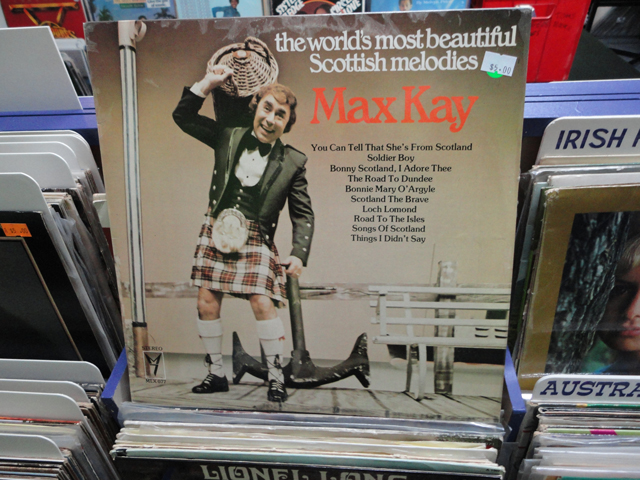 the world's most beautiful
Scottish melodies
$5.00
Max Kay
You Can Tell That She's From Scotland
Soldier Boy
Bonny Scotland, I Adore Thee
The Road To Dundee
Bonnie Mary O'Argyle
Scotland The Brave
Loch Lomond
Road To The Isles
Songs Of Scotland
Things I Didn't Say
STEREO
IRISH
AUSTRA
LIONEL LONG